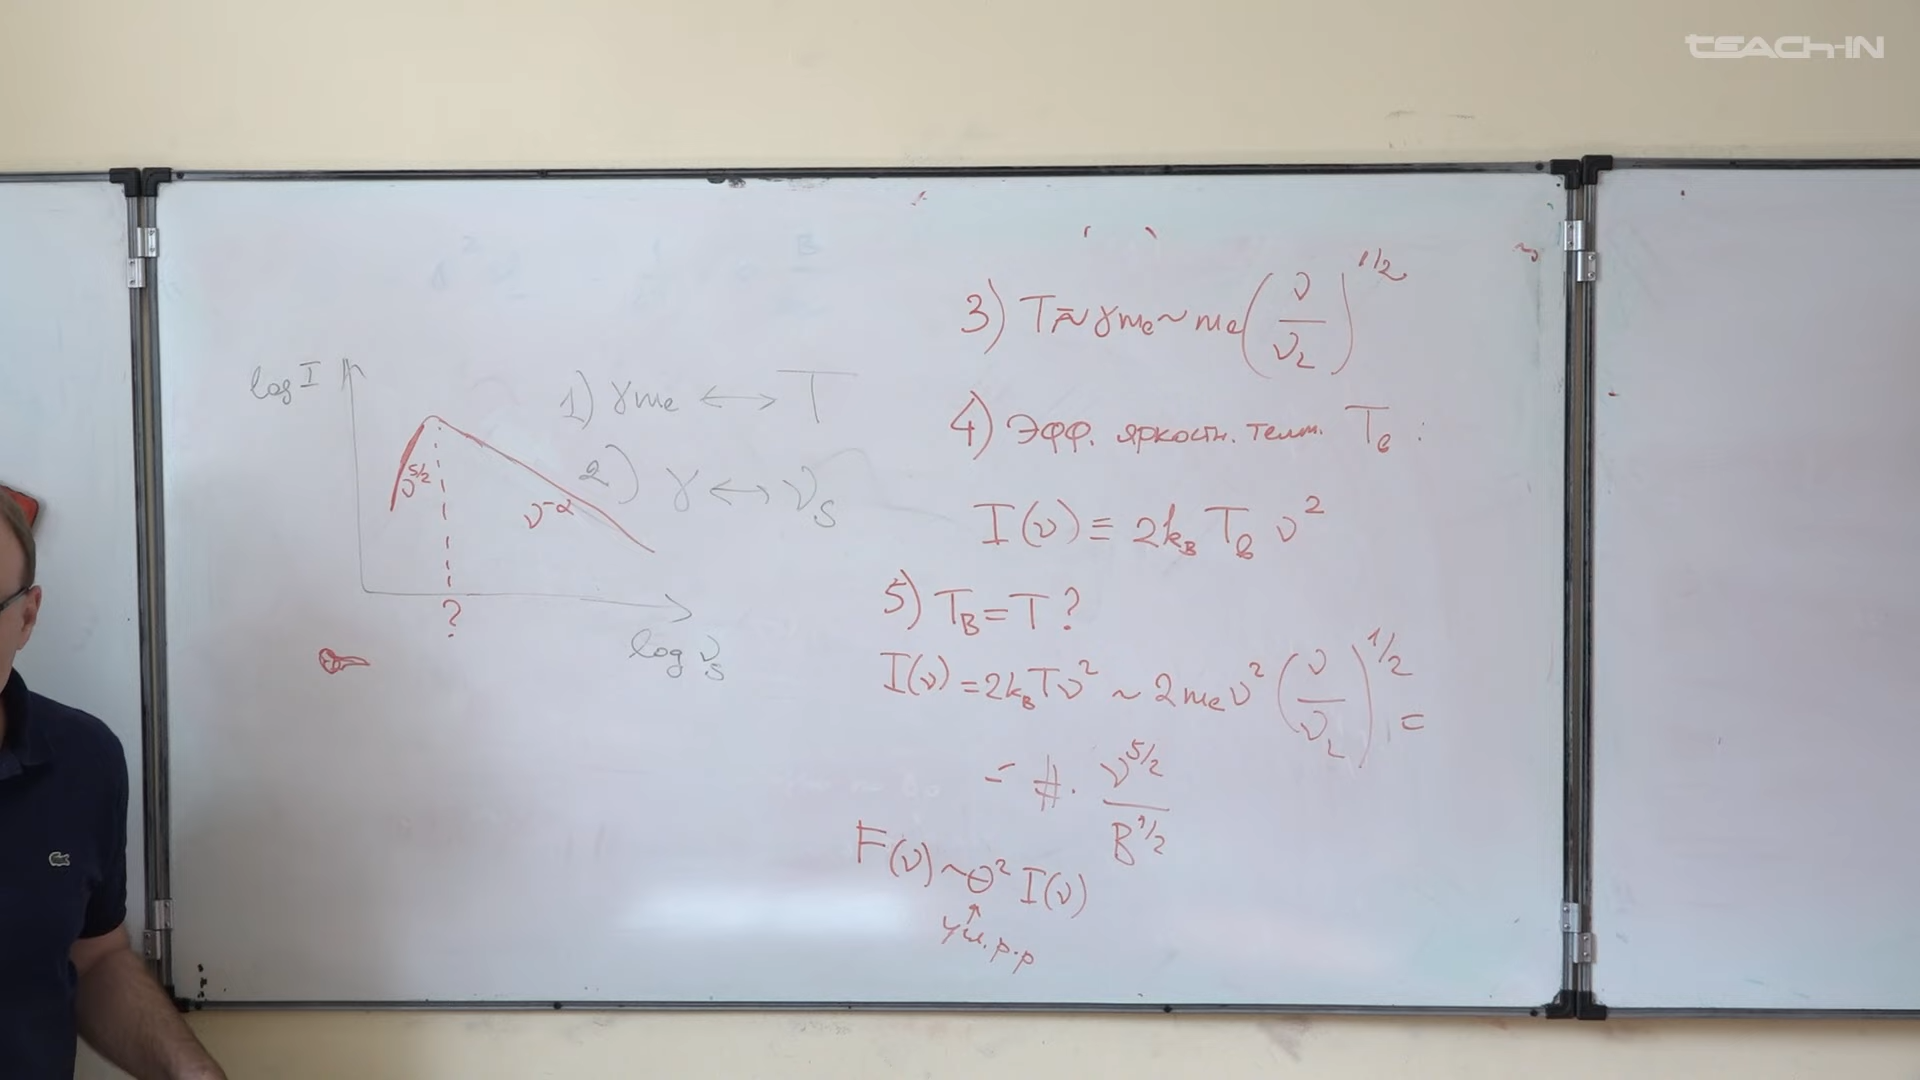 TEACH-IN
log I
ν^{5/2}
ν^{-α}
?
log ν_s
1) γm_e ↔ T
2) γ ↔ ν_s
3) T ≈ γm_e ~ m_e (ν/ν_L)^{1/2}
4) Эфф. яркостн. темп. T_B :
I(ν) ≡ 2k_B T_B ν^2
5) T_B = T ?
I(ν) = 2k_B T ν^2 ~ 2m_e ν^2 (ν/ν_L)^{1/2} =
= # · ν^{5/2}/B^{1/2}
F(ν) ~ θ^2 I(ν)
угл. р-р